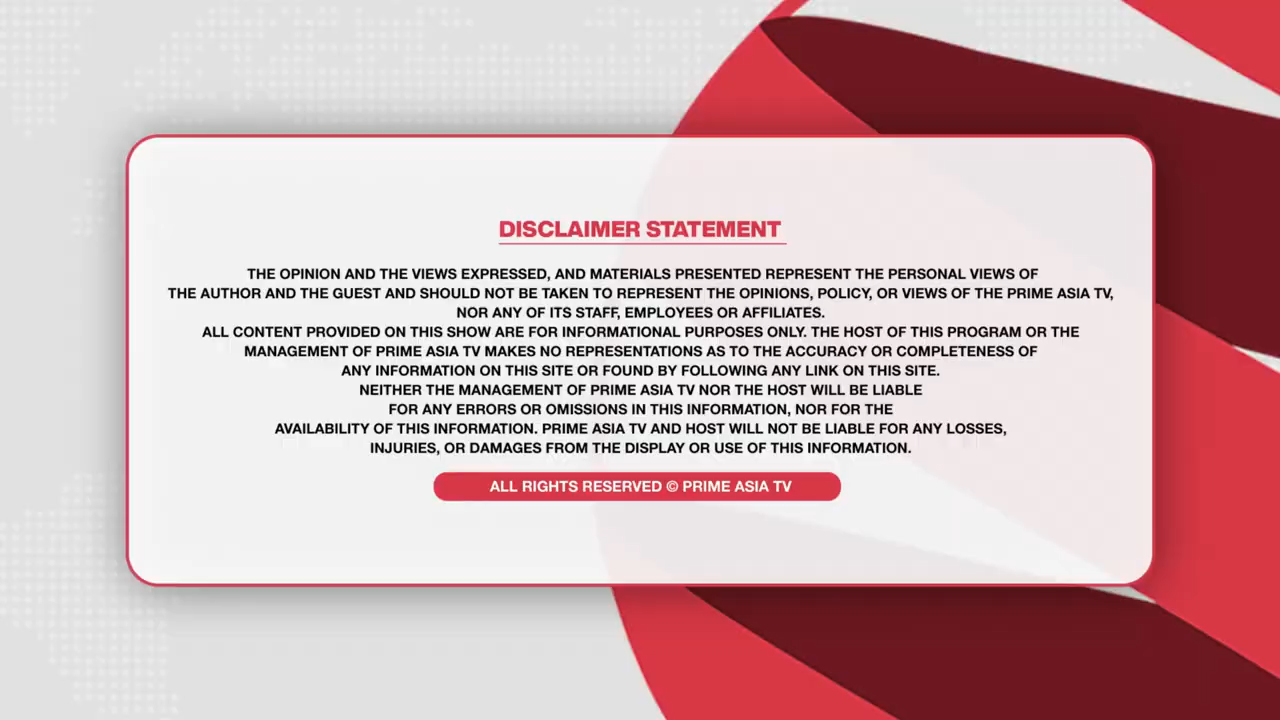 DISCLAIMER STATEMENT
THE OPINION AND THE VIEWS EXPRESSED, AND MATERIALS PRESENTED REPRESENT THE PERSONAL VIEWS OF
THE AUTHOR AND THE GUEST AND SHOULD NOT BE TAKEN TO REPRESENT THE OPINIONS, POLICY, OR VIEWS OF THE PRIME ASIA TV,
NOR ANY OF ITS STAFF, EMPLOYEES OR AFFILIATES.
ALL CONTENT PROVIDED ON THIS SHOW ARE FOR INFORMATIONAL PURPOSES ONLY. THE HOST OF THIS PROGRAM OR THE
MANAGEMENT OF PRIME ASIA TV MAKES NO REPRESENTATIONS AS TO THE ACCURACY OR COMPLETENESS OF
ANY INFORMATION ON THIS SITE OR FOUND BY FOLLOWING ANY LINK ON THIS SITE.
NEITHER THE MANAGEMENT OF PRIME ASIA TV NOR THE HOST WILL BE LIABLE
FOR ANY ERRORS OR OMISSIONS IN THIS INFORMATION, NOR FOR THE
AVAILABILITY OF THIS INFORMATION. PRIME ASIA TV AND HOST WILL NOT BE LIABLE FOR ANY LOSSES,
INJURIES, OR DAMAGES FROM THE DISPLAY OR USE OF THIS INFORMATION.
ALL RIGHTS RESERVED © PRIME ASIA TV